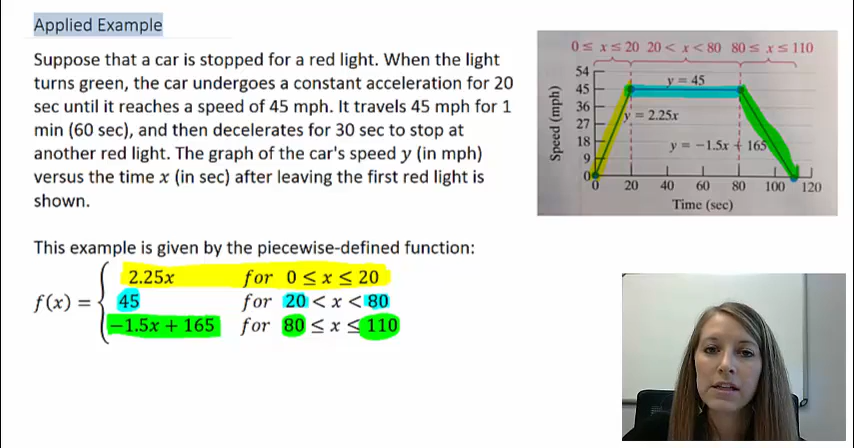 Applied Example
Suppose that a car is stopped for a red light. When the light
turns green, the car undergoes a constant acceleration for 20
sec until it reaches a speed of 45 mph. It travels 45 mph for 1
min (60 sec), and then decelerates for 30 sec to stop at
another red light. The graph of the car's speed y (in mph)
versus the time x (in sec) after leaving the first red light is
shown.
0 ≤ x ≤ 20 20 < x < 80 80 ≤ x ≤ 110
Speed (mph)
54
45
36
27
18
9
0
y = 45
y = 2.25x
y = −1.5x + 165
0 20 40 60 80 100 120
Time (sec)
This example is given by the piecewise-defined function:
f(x) =
2.25x for 0 ≤ x ≤ 20
45 for 20 < x < 80
−1.5x + 165 for 80 ≤ x ≤ 110